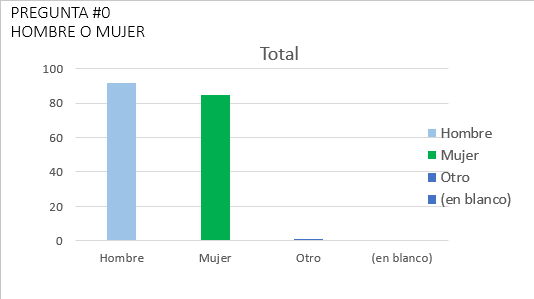 PREGUNTA #0
HOMBRE O MUJER
Total
100
80
60
40
20
0
Hombre
Mujer
Otro
(en blanco)
Hombre
Mujer
Otro
(en blanco)